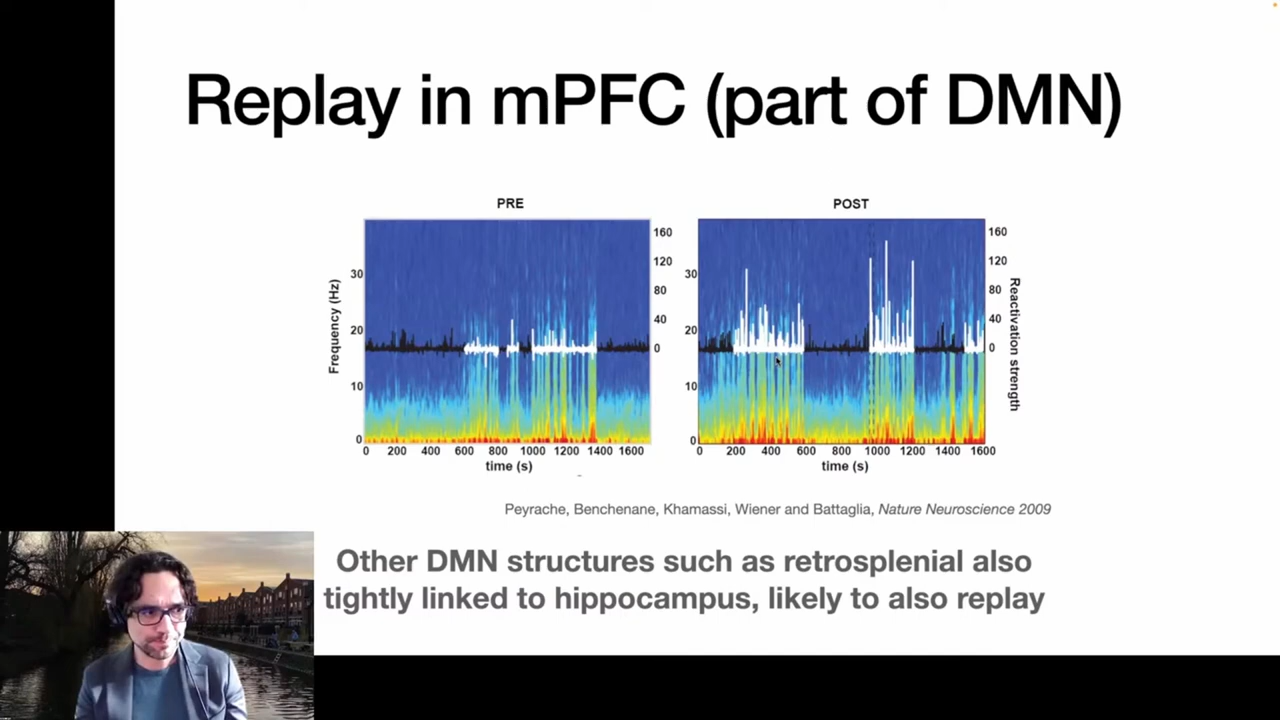 Replay in mPFC (part of DMN)
PRE
POST
Frequency (Hz)
30
20
10
0
160
120
80
40
0
0 200 400 600 800 1000 1200 1400 1600
time (s)
30
20
10
0
160
120
80
40
0
Reactivation strength
0 200 400 600 800 1000 1200 1400 1600
time (s)
Peyrache, Benchenane, Khamassi, Wiener and Battaglia, Nature Neuroscience 2009
Other DMN structures such as retrosplenial also
tightly linked to hippocampus, likely to also replay